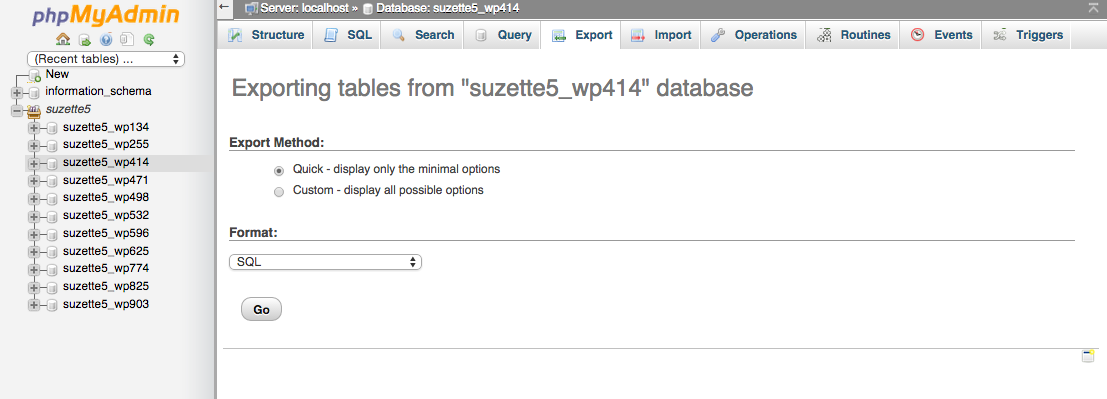 phpMyAdmin
(Recent tables) ...
New
information_schema
suzette5
suzette5_wp134
suzette5_wp255
suzette5_wp414
suzette5_wp471
suzette5_wp498
suzette5_wp532
suzette5_wp596
suzette5_wp625
suzette5_wp774
suzette5_wp825
suzette5_wp903
Server: localhost » Database: suzette5_wp414
Structure SQL Search Query Export Import Operations Routines Events Triggers
Exporting tables from "suzette5_wp414" database
Export Method:
Quick - display only the minimal options
Custom - display all possible options
Format:
SQL
Go